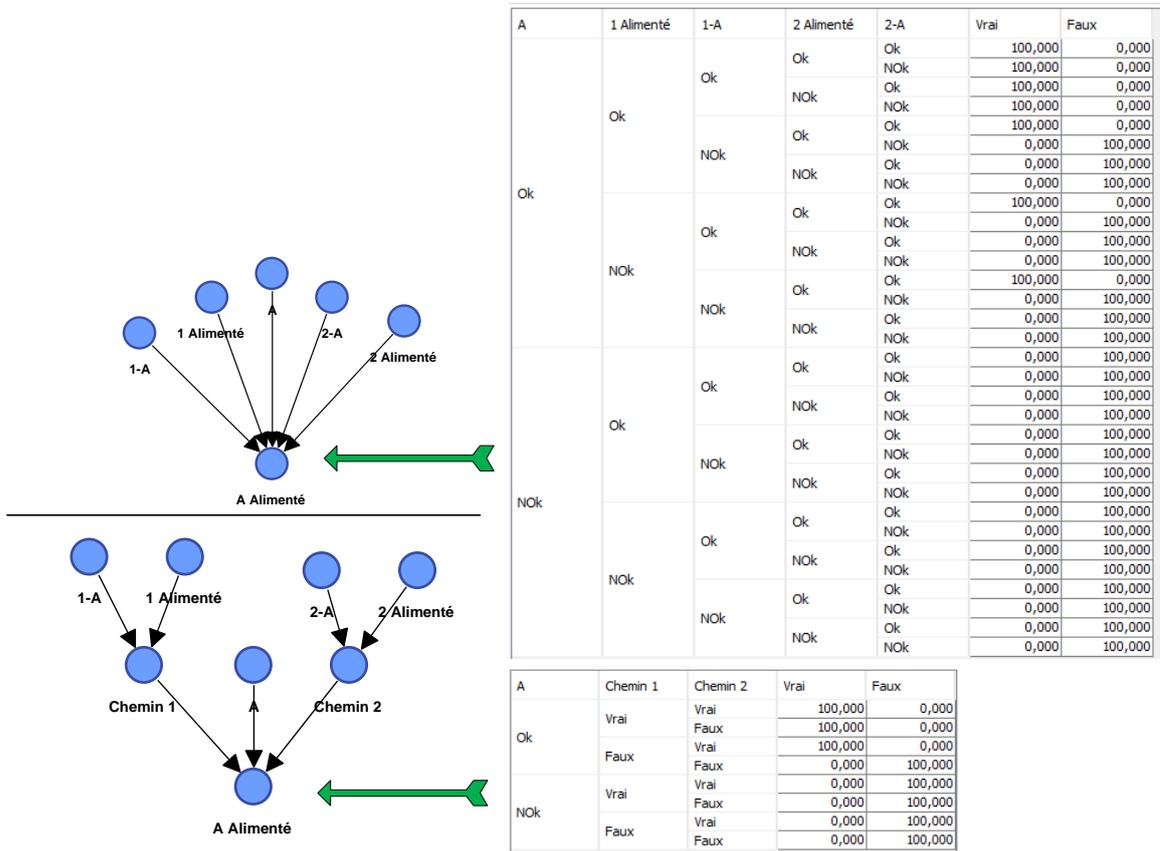 A
1-A
1 Alimenté
2-A
2 Alimenté
A Alimenté
1-A
1 Alimenté
2-A
2 Alimenté
Chemin 1
A
Chemin 2
A Alimenté
A 1 Alimenté 1-A 2 Alimenté 2-A Vrai Faux
Ok Ok Ok Ok Ok 100,000 0,000
NOk 100,000 0,000
NOk Ok 100,000 0,000
NOk 100,000 0,000
NOk Ok Ok 100,000 0,000
NOk 0,000 100,000
NOk Ok 0,000 100,000
NOk 0,000 100,000
NOk Ok Ok Ok 100,000 0,000
NOk 0,000 100,000
NOk Ok 0,000 100,000
NOk 0,000 100,000
NOk Ok Ok 100,000 0,000
NOk 0,000 100,000
NOk Ok 0,000 100,000
NOk 0,000 100,000
NOk Ok Ok Ok Ok 0,000 100,000
NOk 0,000 100,000
NOk Ok 0,000 100,000
NOk 0,000 100,000
NOk Ok Ok 0,000 100,000
NOk 0,000 100,000
NOk Ok 0,000 100,000
NOk 0,000 100,000
NOk Ok Ok Ok 0,000 100,000
NOk 0,000 100,000
NOk Ok 0,000 100,000
NOk 0,000 100,000
NOk Ok Ok 0,000 100,000
NOk 0,000 100,000
NOk Ok 0,000 100,000
NOk 0,000 100,000
A Chemin 1 Chemin 2 Vrai Faux
Ok Vrai Vrai 100,000 0,000
Faux 100,000 0,000
Faux Vrai 100,000 0,000
Faux 0,000 100,000
NOk Vrai Vrai 0,000 100,000
Faux 0,000 100,000
Faux Vrai 0,000 100,000
Faux 0,000 100,000